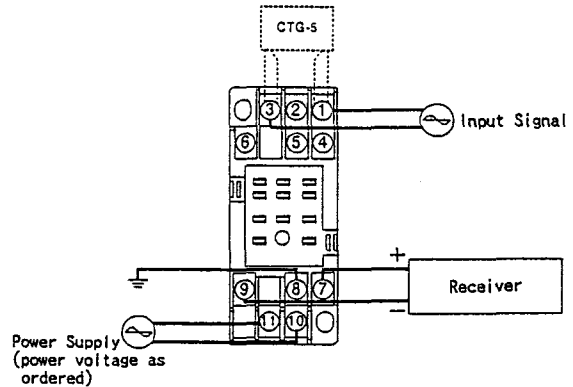 CTG-5
3 2 1
Input Signal
6 5 4
+
9 8 7
Receiver
−
11 10
Power Supply
(power voltage as
ordered)